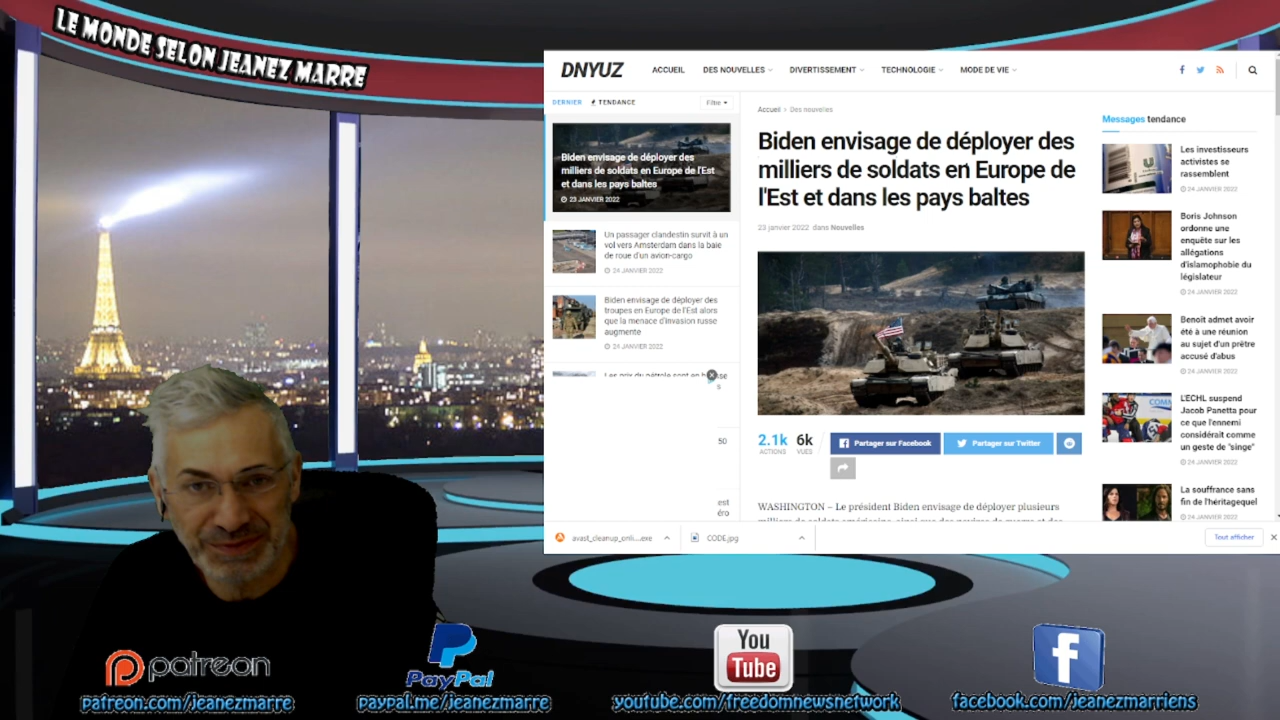 LE MONDE SELON JEANEZ MARRE
DNYUZ
ACCUEIL
DES NOUVELLES
DIVERTISSEMENT
TECHNOLOGIE
MODE DE VIE
DERNIER
TENDANCE
Filtre
Biden envisage de déployer des
milliers de soldats en Europe de l'Est
et dans les pays baltes
23 JANVIER 2022
Un passager clandestin survit à un
vol vers Amsterdam dans la baie
de roue d'un avion-cargo
24 JANVIER 2022
Biden envisage de déployer des
troupes en Europe de l'Est alors
que la menace d'invasion russe
augmente
24 JANVIER 2022
Les prix du pétrole sont en
s
50
est
éro
Accueil > Des nouvelles
Biden envisage de déployer des
milliers de soldats en Europe de
l'Est et dans les pays baltes
23 janvier 2022 dans Nouvelles
2.1k
ACTIONS
6k
VUES
Partager sur Facebook
Partager sur Twitter
WASHINGTON – Le président Biden envisage de déployer plusieurs
Messages tendance
Les investisseurs
activistes se
rassemblent
24 JANVIER 2022
Boris Johnson
ordonne une
enquête sur les
allégations
d'islamophobie du
législateur
24 JANVIER 2022
Benoît admet avoir
été à une réunion
au sujet d'un prêtre
accusé d'abus
24 JANVIER 2022
L'ECHL suspend
Jacob Panetta pour
ce que l'ennemi
considérait comme
un geste de "singe"
24 JANVIER 2022
La souffrance sans
fin de l'héritagequel
24 JANVIER 2022
avast_cleanup_onli....exe
CODE.jpg
Tout afficher
patreon
patreon.com/jeanezmarre
PayPal
paypal.me/jeanezmarre
You
Tube
youtube.com/freedomnewsnetwork
f
facebook.com/jeanezmarriens